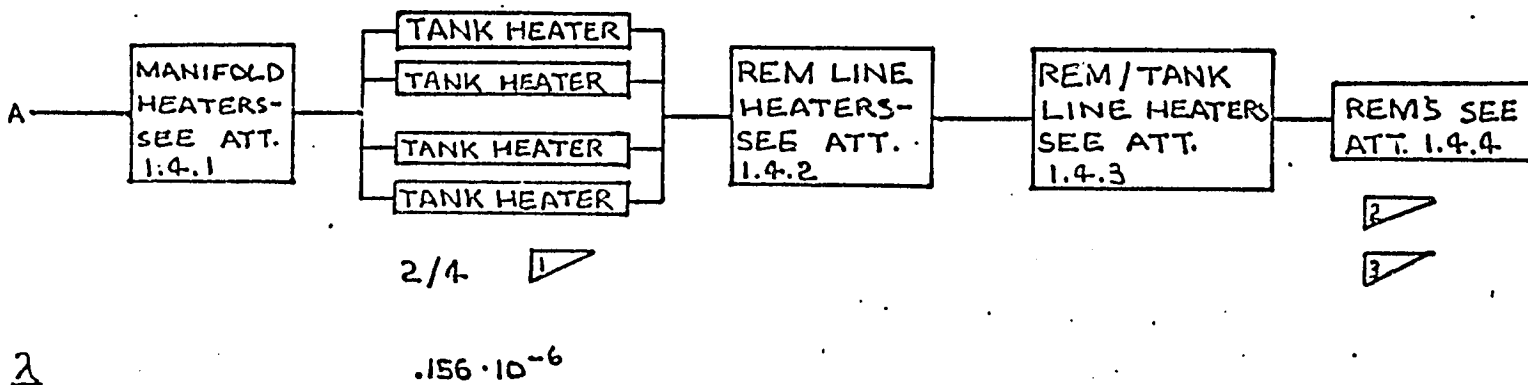 A
MANIFOLD
HEATERS-
SEE ATT.
1.4.1
TANK HEATER
TANK HEATER
TANK HEATER
TANK HEATER
2/4
1
REM LINE
HEATERS-
SEE ATT.
1.4.2
REM/TANK
LINE HEATERS
SEE ATT.
1.4.3
REM'S SEE
ATT. 1.4.4
2
3
λ
.156·10⁻⁶